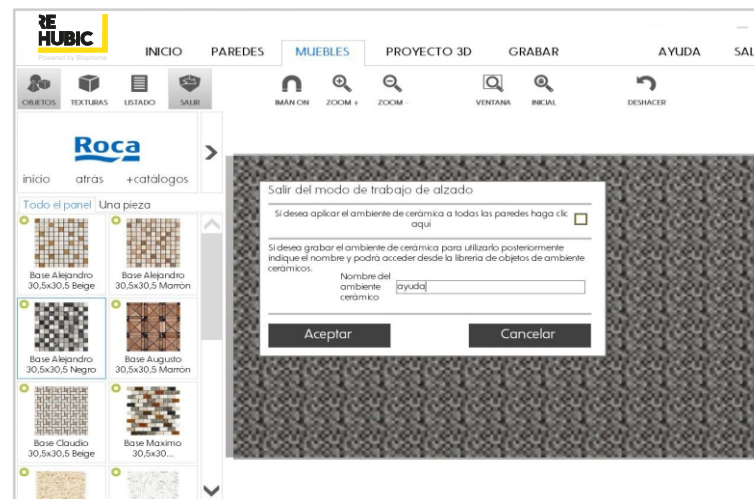 RE
HUBIC
Powered by Biophoma
INICIO PAREDES MUEBLES PROYECTO 3D GRABAR AYUDA SAL
OBJETOS TEXTURAS LISTADO SALIR IMÁN ON ZOOM + ZOOM - VENTANA INICIAL DESHACER
Roca
inicio atrás +catálogos
Todo el panel Una pieza
Base Alejandro
30,5x30,5 Beige
Base Alejandro
30,5x30,5 Marrón
Base Alejandro
30,5x30,5 Negro
Base Augusto
30,5x30,5 Marrón
Base Claudio
30,5x30,5 Beige
Base Maximo
30,5x30...
Salir del modo de trabajo de alzado
Si desea aplicar el ambiente de cerámica a todas las paredes haga clic
aquí
Si desea grabar el ambiente de cerámica para utilizarlo posteriormente
indique el nombre y podrá acceder desde la libreria de objetos de ambiente
cerámicos.
Nombre del
ambiente
cerámico
ayuda
Aceptar Cancelar